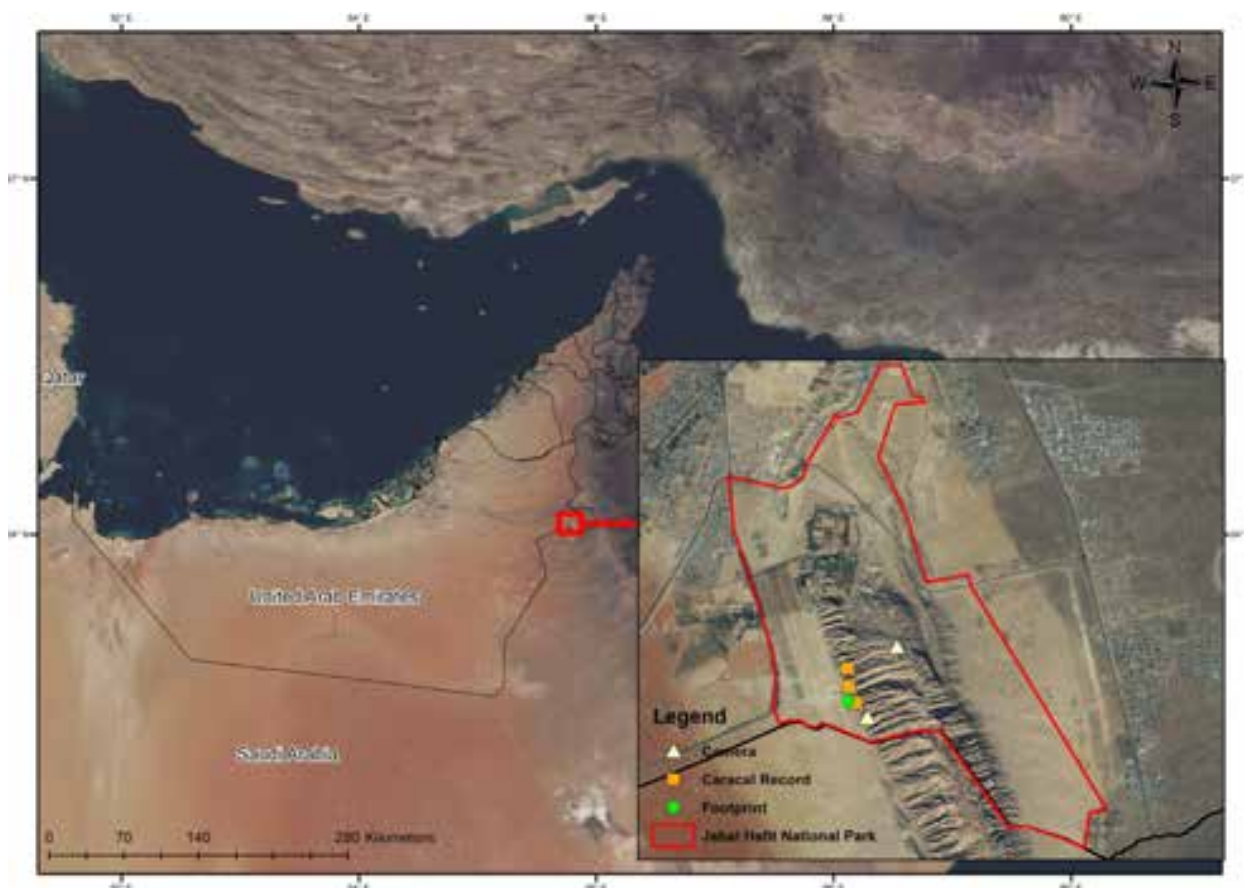 N
W E
S
Qatar
United Arab Emirates
Saudi Arabia
0 70 140 280 Kilometers
Legend
Camera
Caracal Record
Footprint
Jabal Hafit National Park